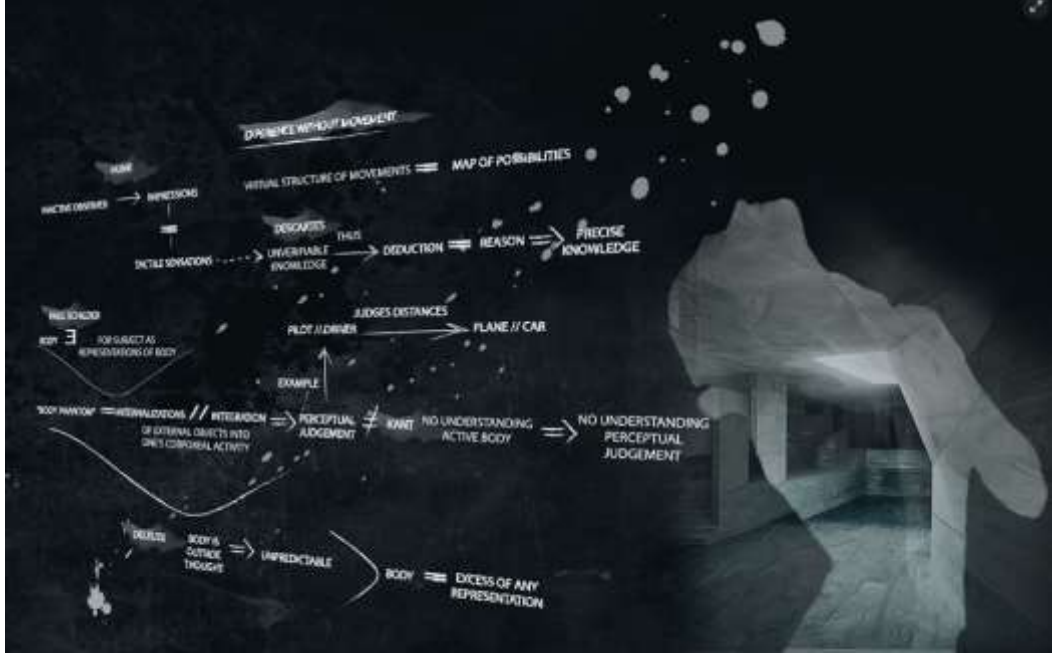 EXPERIENCE WITHOUT MOVEMENT
HUME
VIRTUAL STRUCTURE OF MOVEMENTS = MAP OF POSSIBILITIES
INACTIVE OBSERVER → IMPRESSIONS
=
DESCARTES
THUS
TACTILE SENSATIONS → UNVERIFIABLE
KNOWLEDGE → DEDUCTION = REASON ⇒ PRECISE
KNOWLEDGE
JUDGES DISTANCES
PILOT // DRIVER → PLANE // CAR
PAUL SCHILDER
BODY ∃ FOR SUBJECT AS
REPRESENTATIONS OF BODY
EXAMPLE
"BODY PHANTOM" = INTERNALIZATIONS // INTEGRATION ⇒ PERCEPTUAL
JUDGEMENT ≠ KANT
OF EXTERNAL OBJECTS INTO
ONE'S CORPOREAL ACTIVITY
NO UNDERSTANDING
ACTIVE BODY ⇒ NO UNDERSTANDING
PERCEPTUAL
JUDGEMENT
DELEUZE
BODY IS
OUTSIDE
THOUGHT ⇒ UNPREDICTABLE
BODY = EXCESS OF ANY
REPRESENTATION